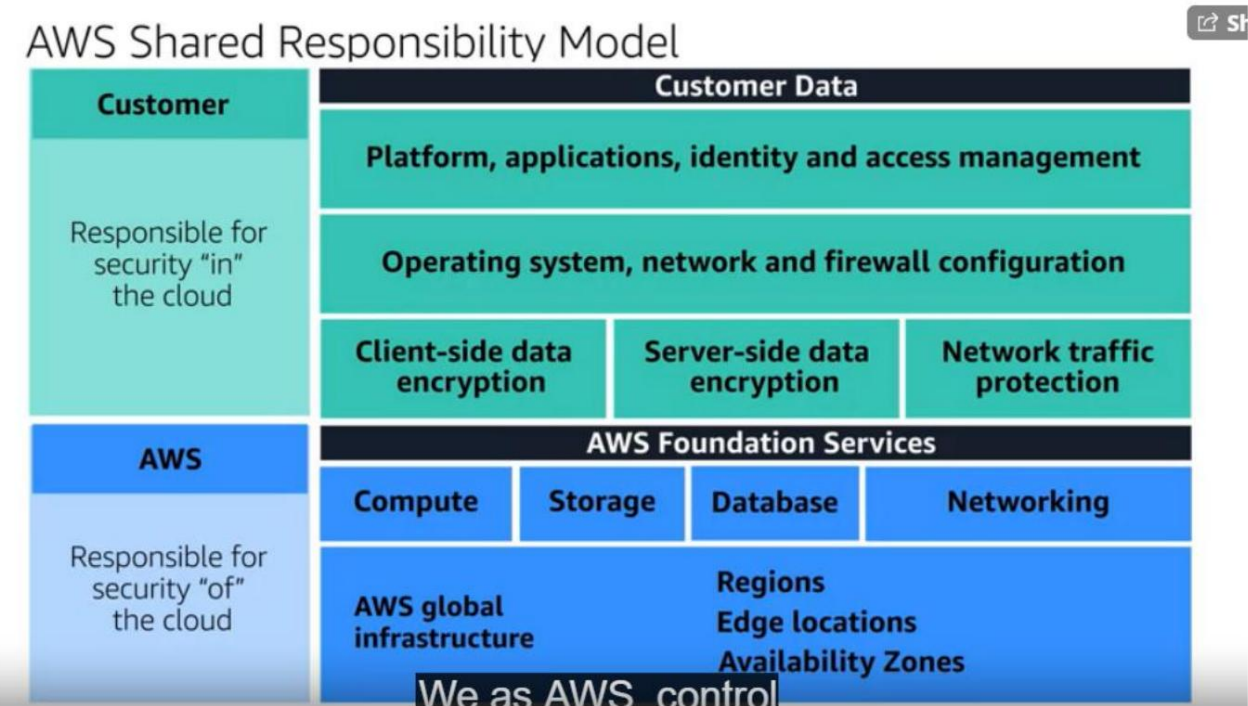 AWS Shared Responsibility Model
Customer
Responsible for
security “in”
the cloud
Customer Data
Platform, applications, identity and access management
Operating system, network and firewall configuration
Client-side data
encryption
Server-side data
encryption
Network traffic
protection
AWS
Responsible for
security “of”
the cloud
AWS Foundation Services
Compute
Storage
Database
Networking
AWS global
infrastructure
Regions
Edge locations
Availability Zones
We as AWS control